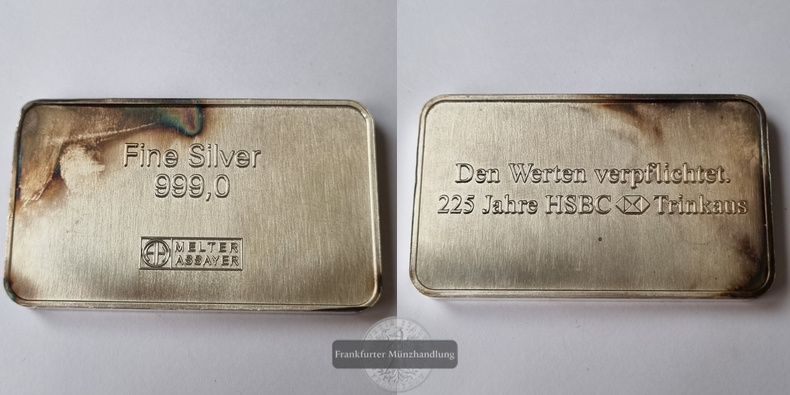 Fine Silver
999,0
MELTER
ASSAYER
Den Werten verpflichtet.
225 Jahre HSBC Trinkaus
Frankfurter Münzhandlung